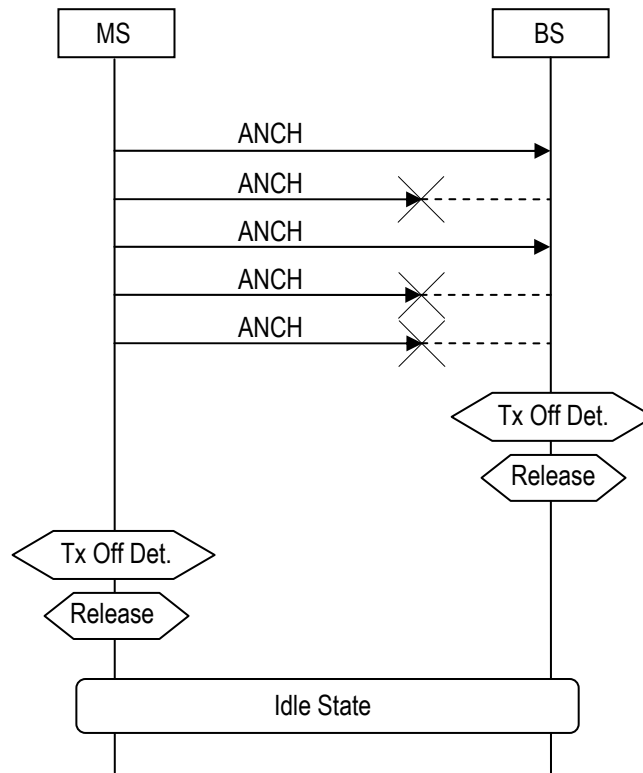 MS
BS
ANCH
ANCH
ANCH
ANCH
ANCH
Tx Off Det.
Release
Tx Off Det.
Release
Idle State